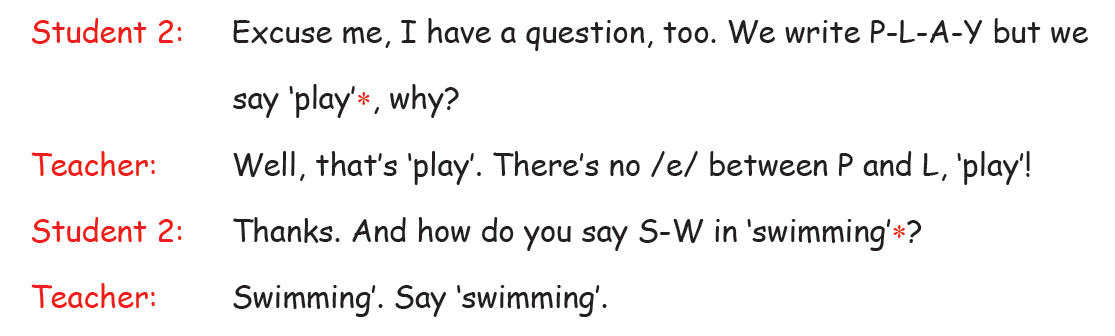 Student 2: Excuse me, I have a question, too. We write P-L-A-Y but we
say ‘play’*, why?
Teacher: Well, that’s ‘play’. There’s no /e/ between P and L, ‘play’!
Student 2: Thanks. And how do you say S-W in ‘swimming’*?
Teacher: Swimming’. Say ‘swimming’.